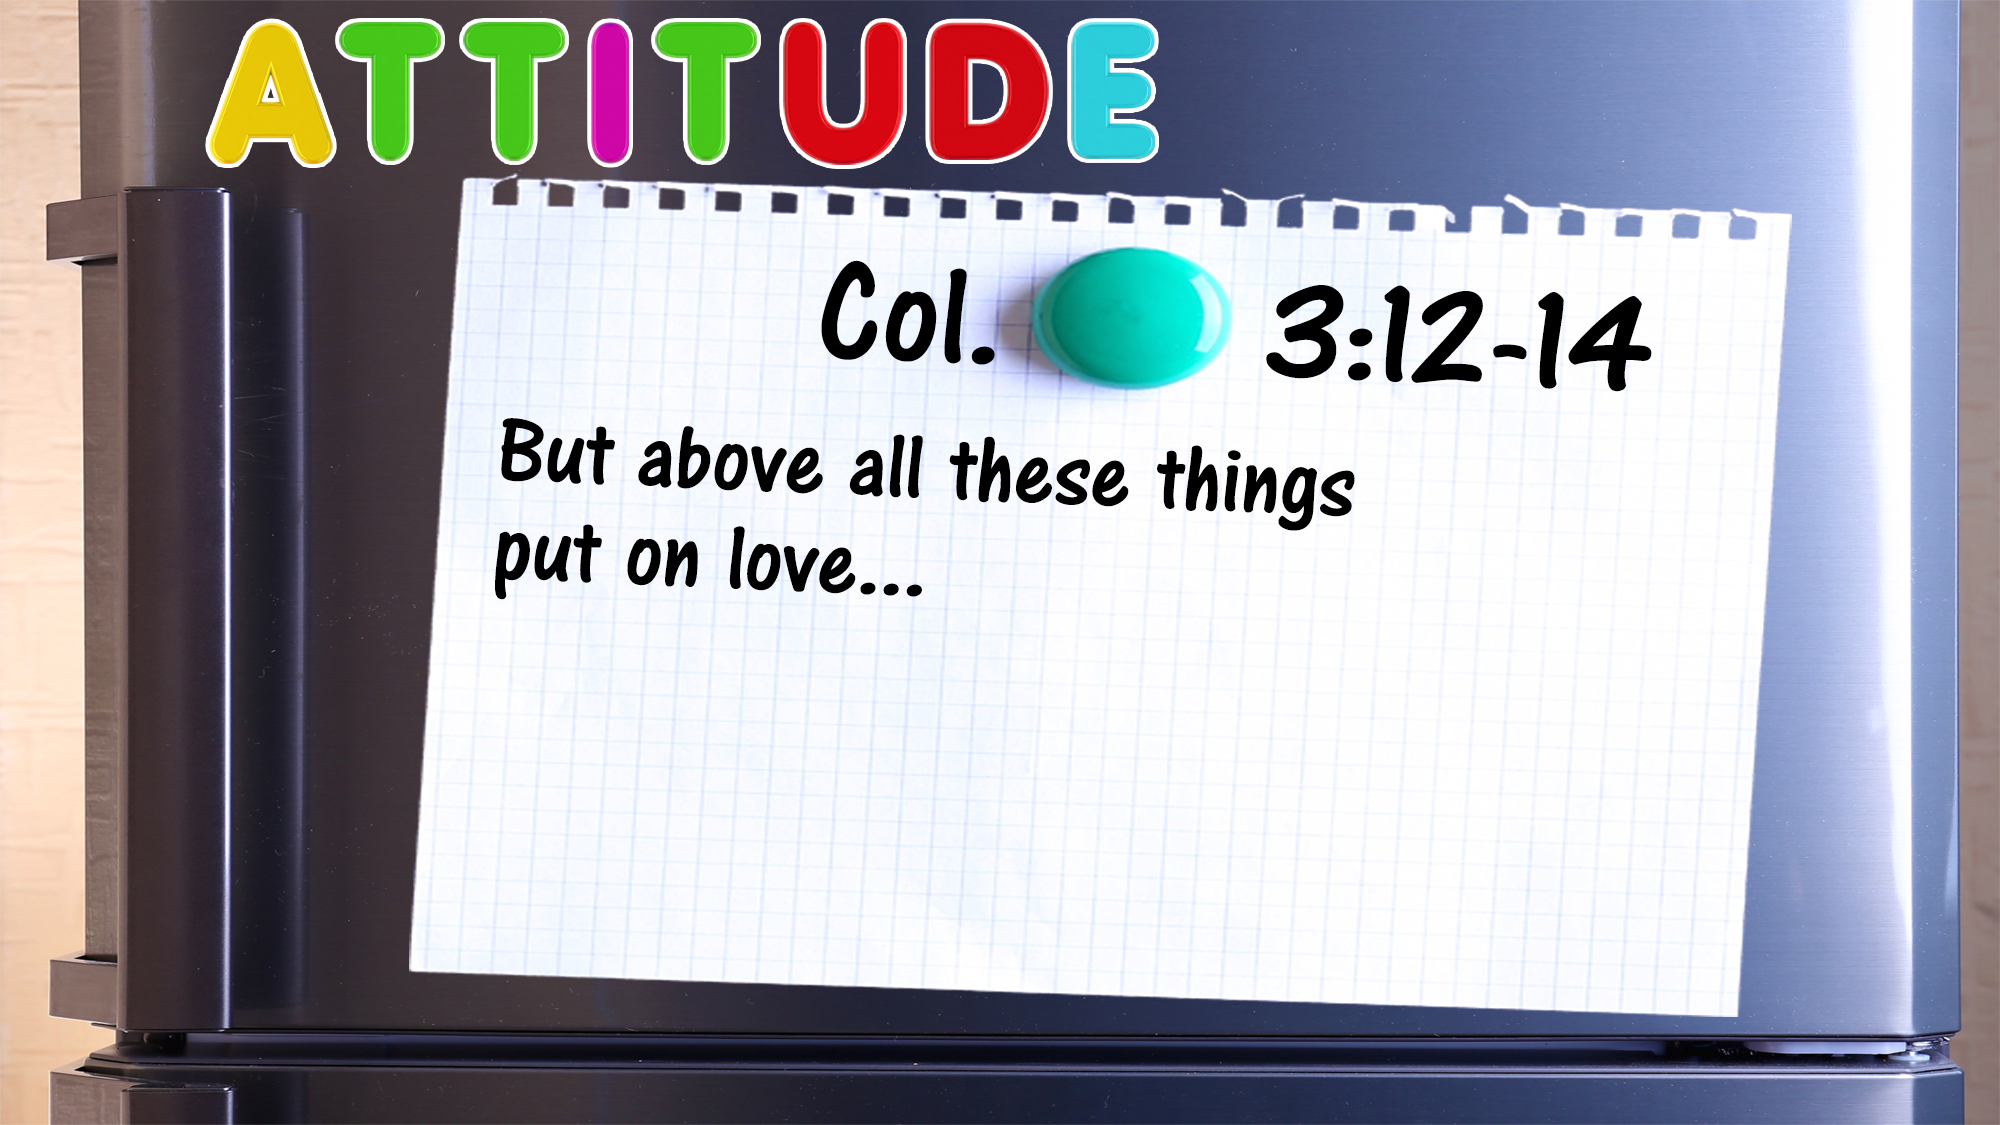 ATTITUDE
Col. 3:12-14
But above all these things
put on love...